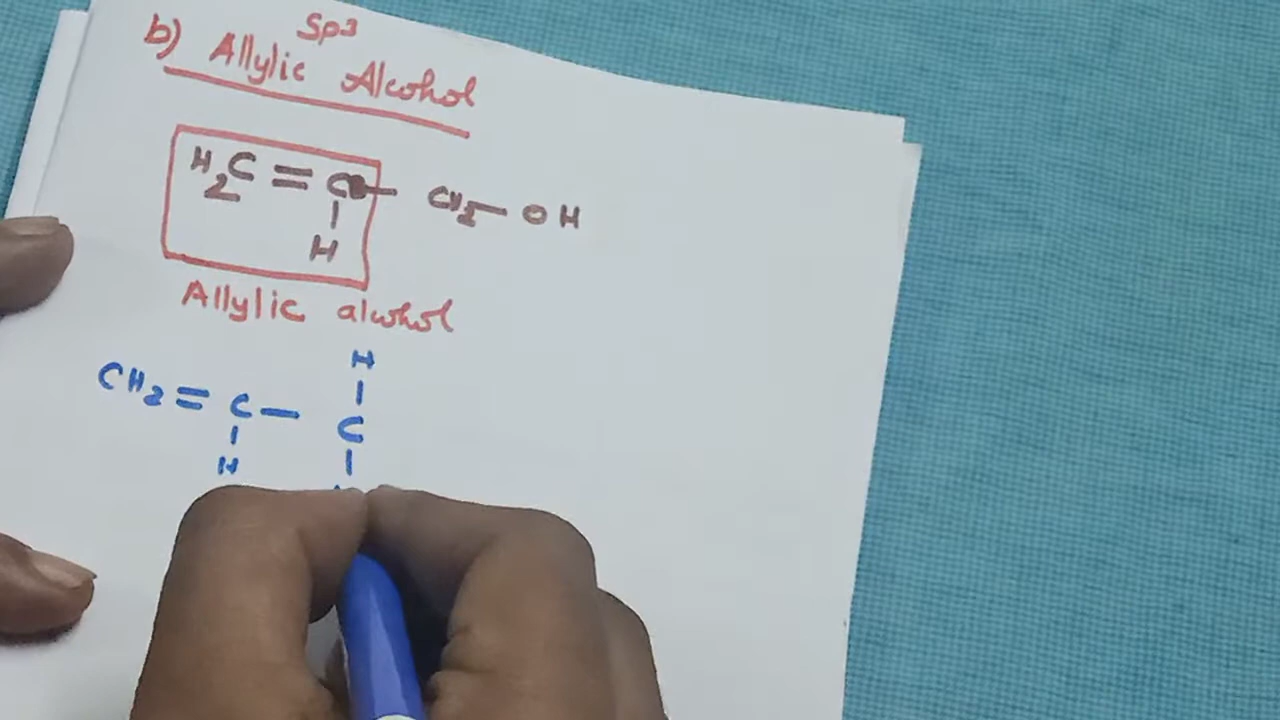 Sp3
b) Allylic Alcohol
H2C = C - CH2 - OH
H
Allylic alcohol
H
CH2 = C - C
H